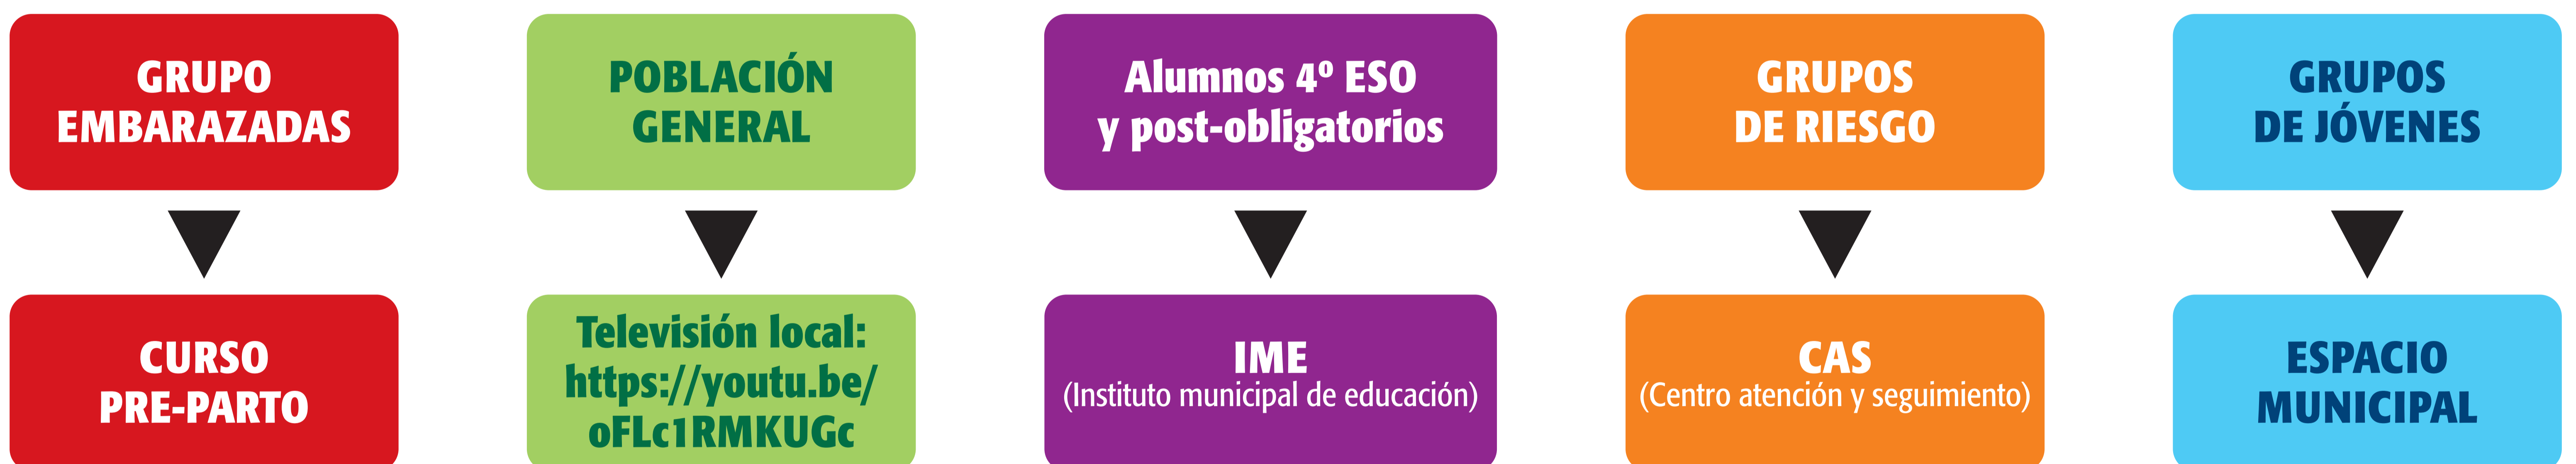 GRUPO
EMBARAZADAS
POBLACIÓN
GENERAL
Alumnos 4º ESO
y post-obligatorios
GRUPOS
DE RIESGO
GRUPOS
DE JÓVENES
CURSO
PRE-PARTO
Televisión local:
https://youtu.be/
oFLc1RMKUGc
IME
(Instituto municipal de educación)
CAS
(Centro atención y seguimiento)
ESPACIO
MUNICIPAL